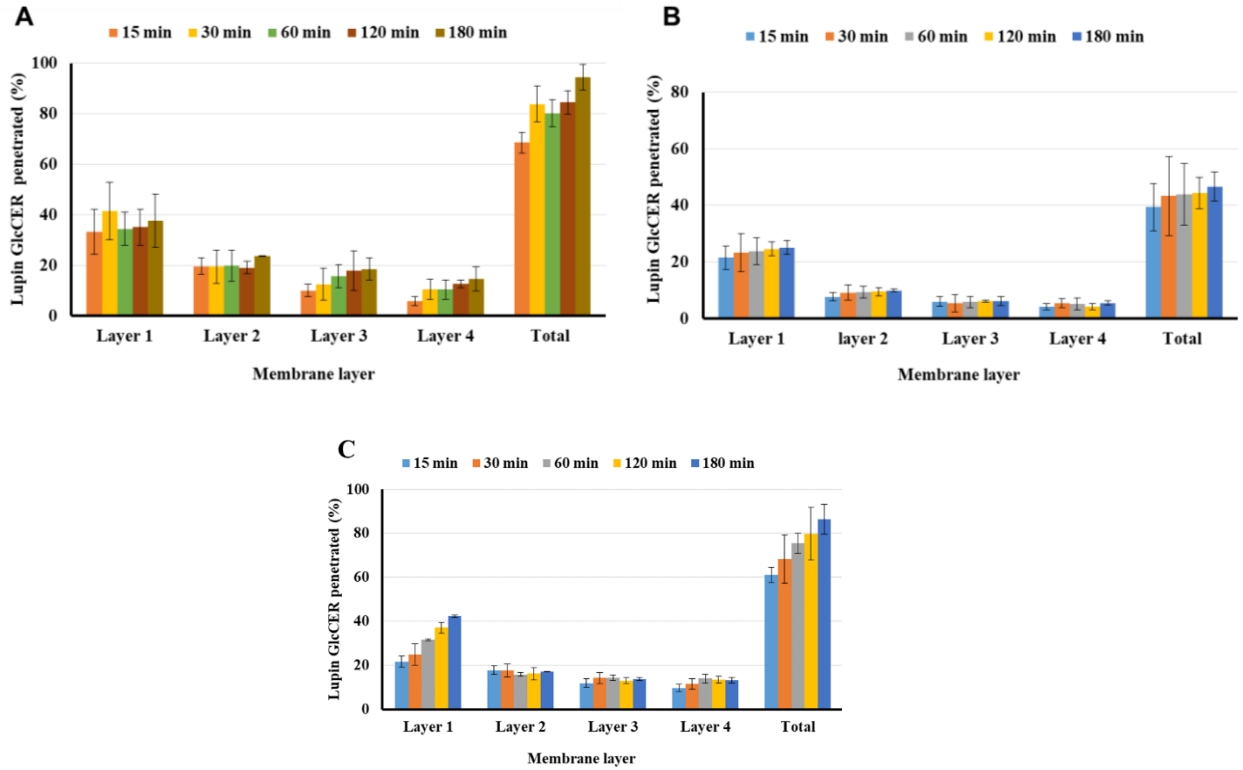 A
15 min 30 min 60 min 120 min 180 min
Lupin GlcCER penetrated (%)
100
80
60
40
20
0
Layer 1 Layer 2 Layer 3 Layer 4 Total
Membrane layer
B
15 min 30 min 60 min 120 min 180 min
Lupin GlcCER penetrated (%)
80
60
40
20
0
Layer 1 layer 2 Layer 3 Layer 4 Total
Membrane layer
C
15 min 30 min 60 min 120 min 180 min
Lupin GlcCER penetrated (%)
100
80
60
40
20
0
Layer 1 Layer 2 Layer 3 Layer 4 Total
Membrane layer